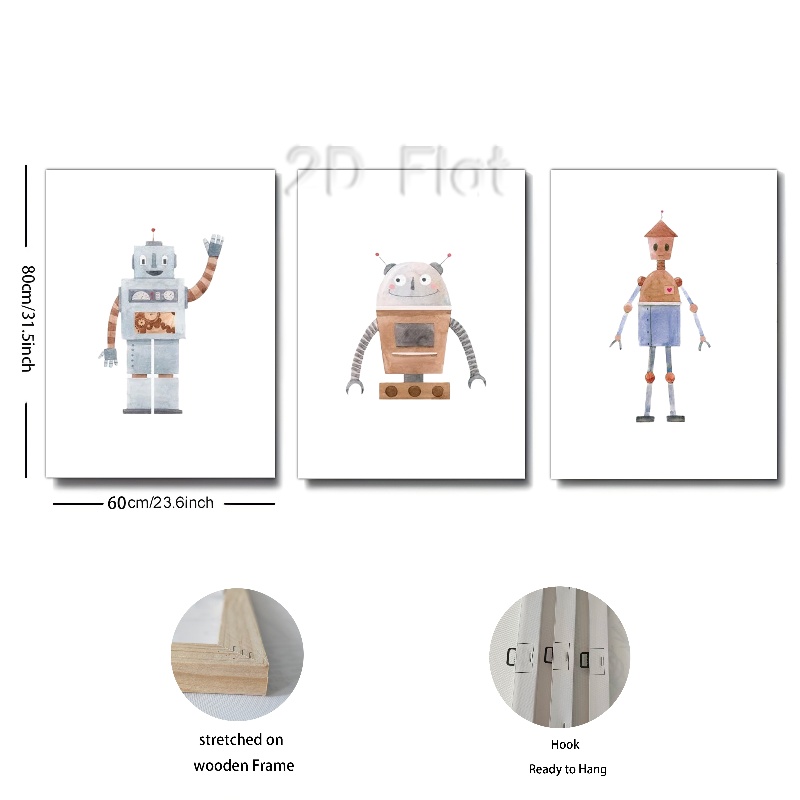 2D Flat
80cm/31.5inch
60cm/23.6inch
stretched on
wooden Frame
Hook
Ready to Hang